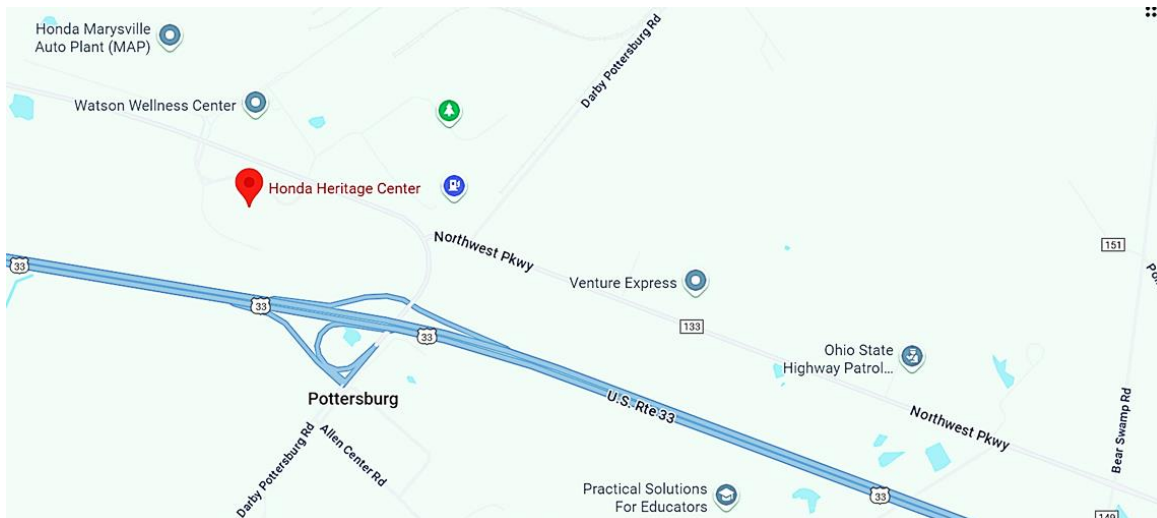 Honda Marysville
Auto Plant (MAP)
Darby Pottersburg Rd
Watson Wellness Center
Honda Heritage Center
Northwest Pkwy
151
33
Venture Express
33
133
33
Ohio State
Highway Patrol...
Pottersburg
U.S. Rte 33
Northwest Pkwy
Bear Swamp Rd
Darby Pottersburg Rd
Allen Center Rd
Practical Solutions
For Educators
33
149